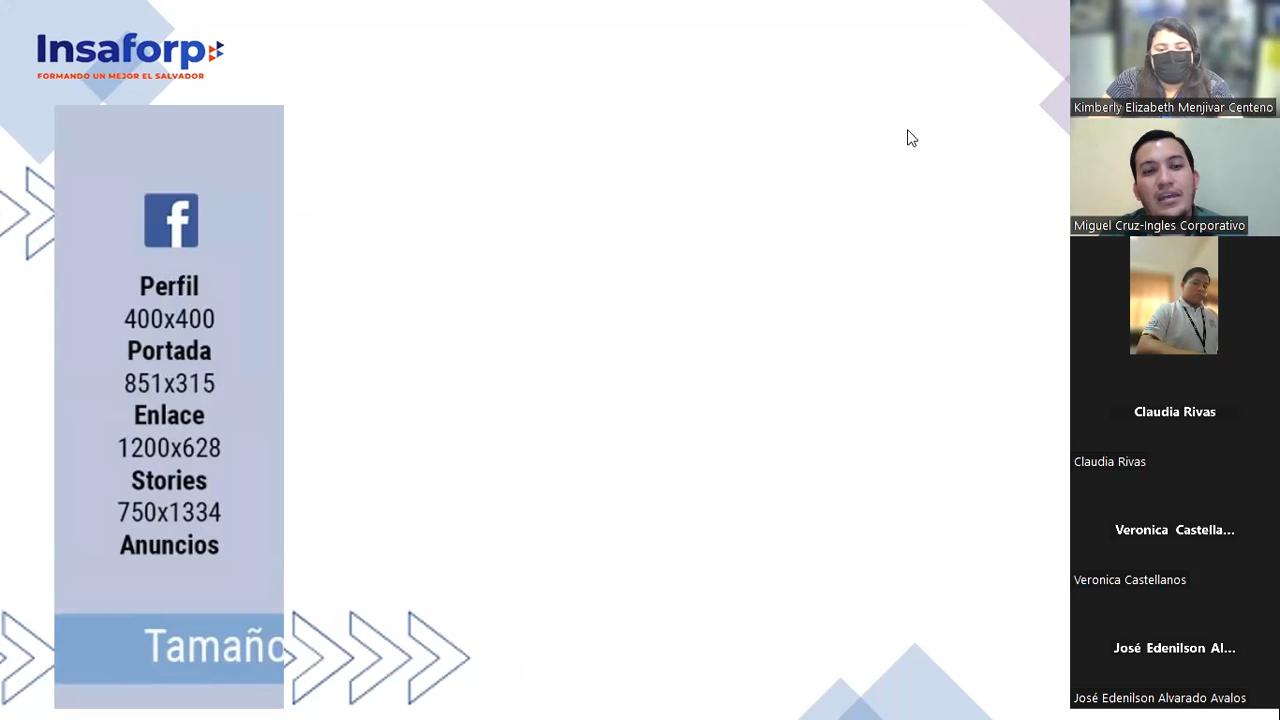 Insaforp
FORMANDO UN MEJOR EL SALVADOR
f
Perfil
400x400
Portada
851x315
Enlace
1200x628
Stories
750x1334
Anuncios
Tamaño
Kimberly Elizabeth Menjivar Centeno
Miguel Cruz-Ingles Corporativo
Claudia Rivas
Claudia Rivas
Veronica Castella...
Veronica Castellanos
José Edenilson Al...
José Edenilson Alvarado Avalos